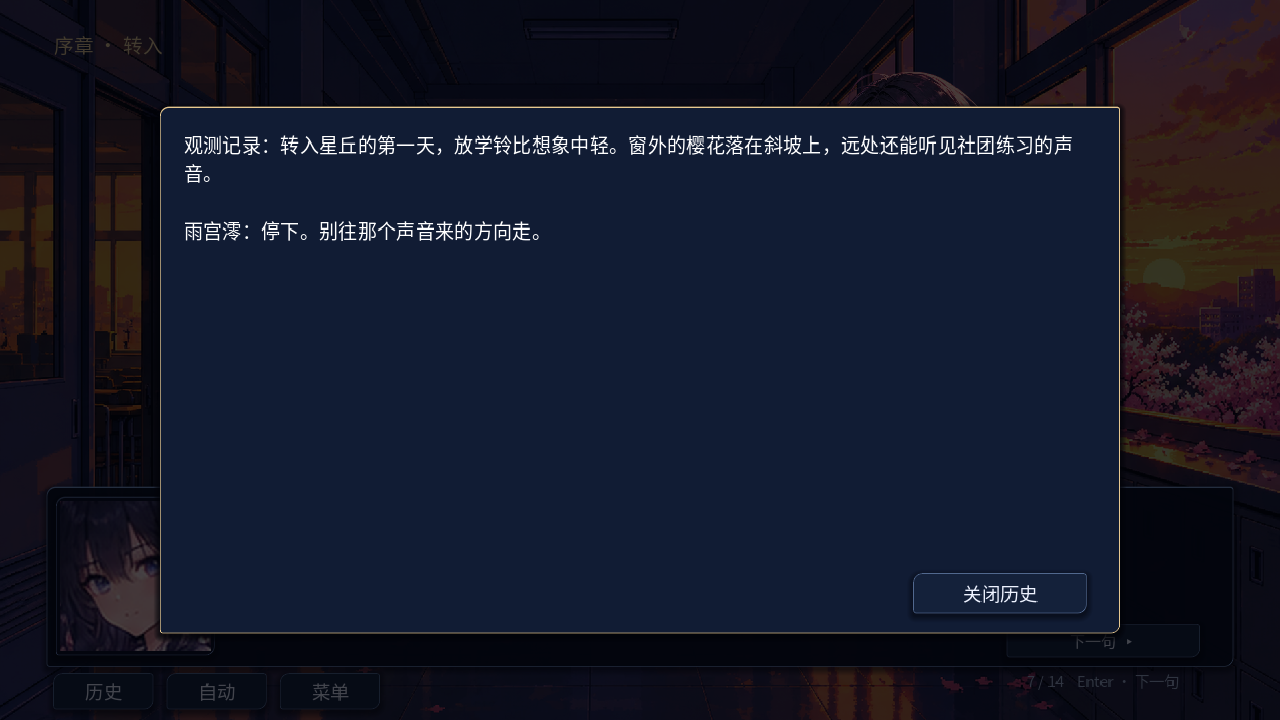 序章 · 转入
观测记录：转入星丘的第一天，放学铃比想象中轻。窗外的樱花落在斜坡上，远处还能听见社团练习的声
音。
雨宫澪：停下。别往那个声音来的方向走。
关闭历史
下一句 ▸
历史
自动
菜单
7 / 14 Enter · 下一句